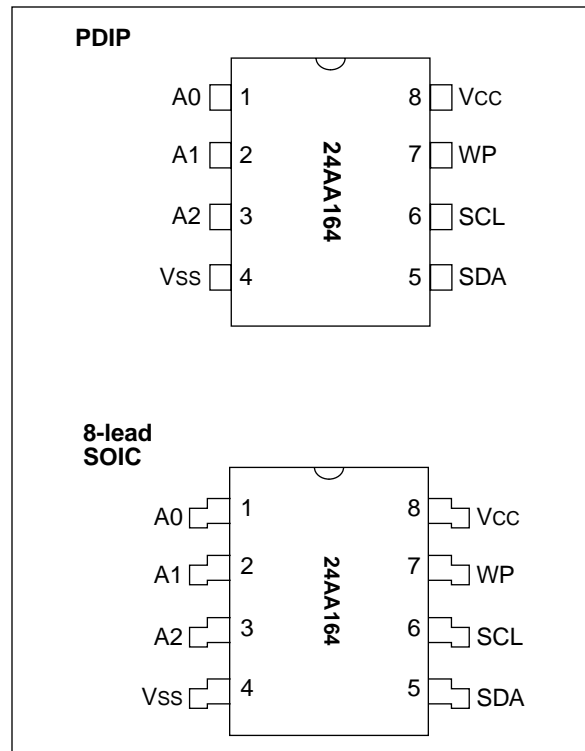 PDIP
A0 1 8 VCC
A1 2 7 WP
A2 3 6 SCL
VSS 4 5 SDA
24AA164
8-lead
SOIC
A0 1 8 VCC
A1 2 7 WP
A2 3 6 SCL
VSS 4 5 SDA
24AA164